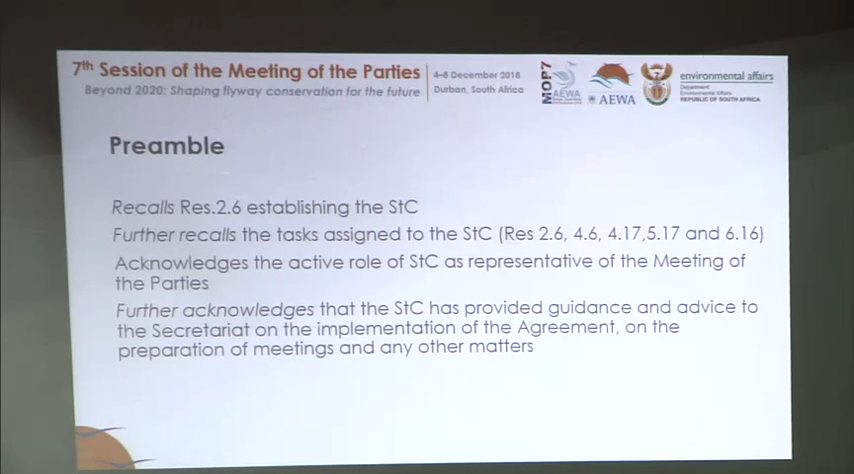 7th Session of the Meeting of the Parties
Beyond 2020: Shaping flyway conservation for the future
4–8 December 2018
Durban, South Africa
MOP7
AEWA
AEWA
environmental affairs
Department:
Environmental Affairs
REPUBLIC OF SOUTH AFRICA
Preamble
Recalls Res.2.6 establishing the StC
Further recalls the tasks assigned to the StC (Res 2.6, 4.6, 4.17,5.17 and 6.16)
Acknowledges the active role of StC as representative of the Meeting of
the Parties
Further acknowledges that the StC has provided guidance and advice to
the Secretariat on the implementation of the Agreement, on the
preparation of meetings and any other matters